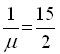 1/μ = 15/2